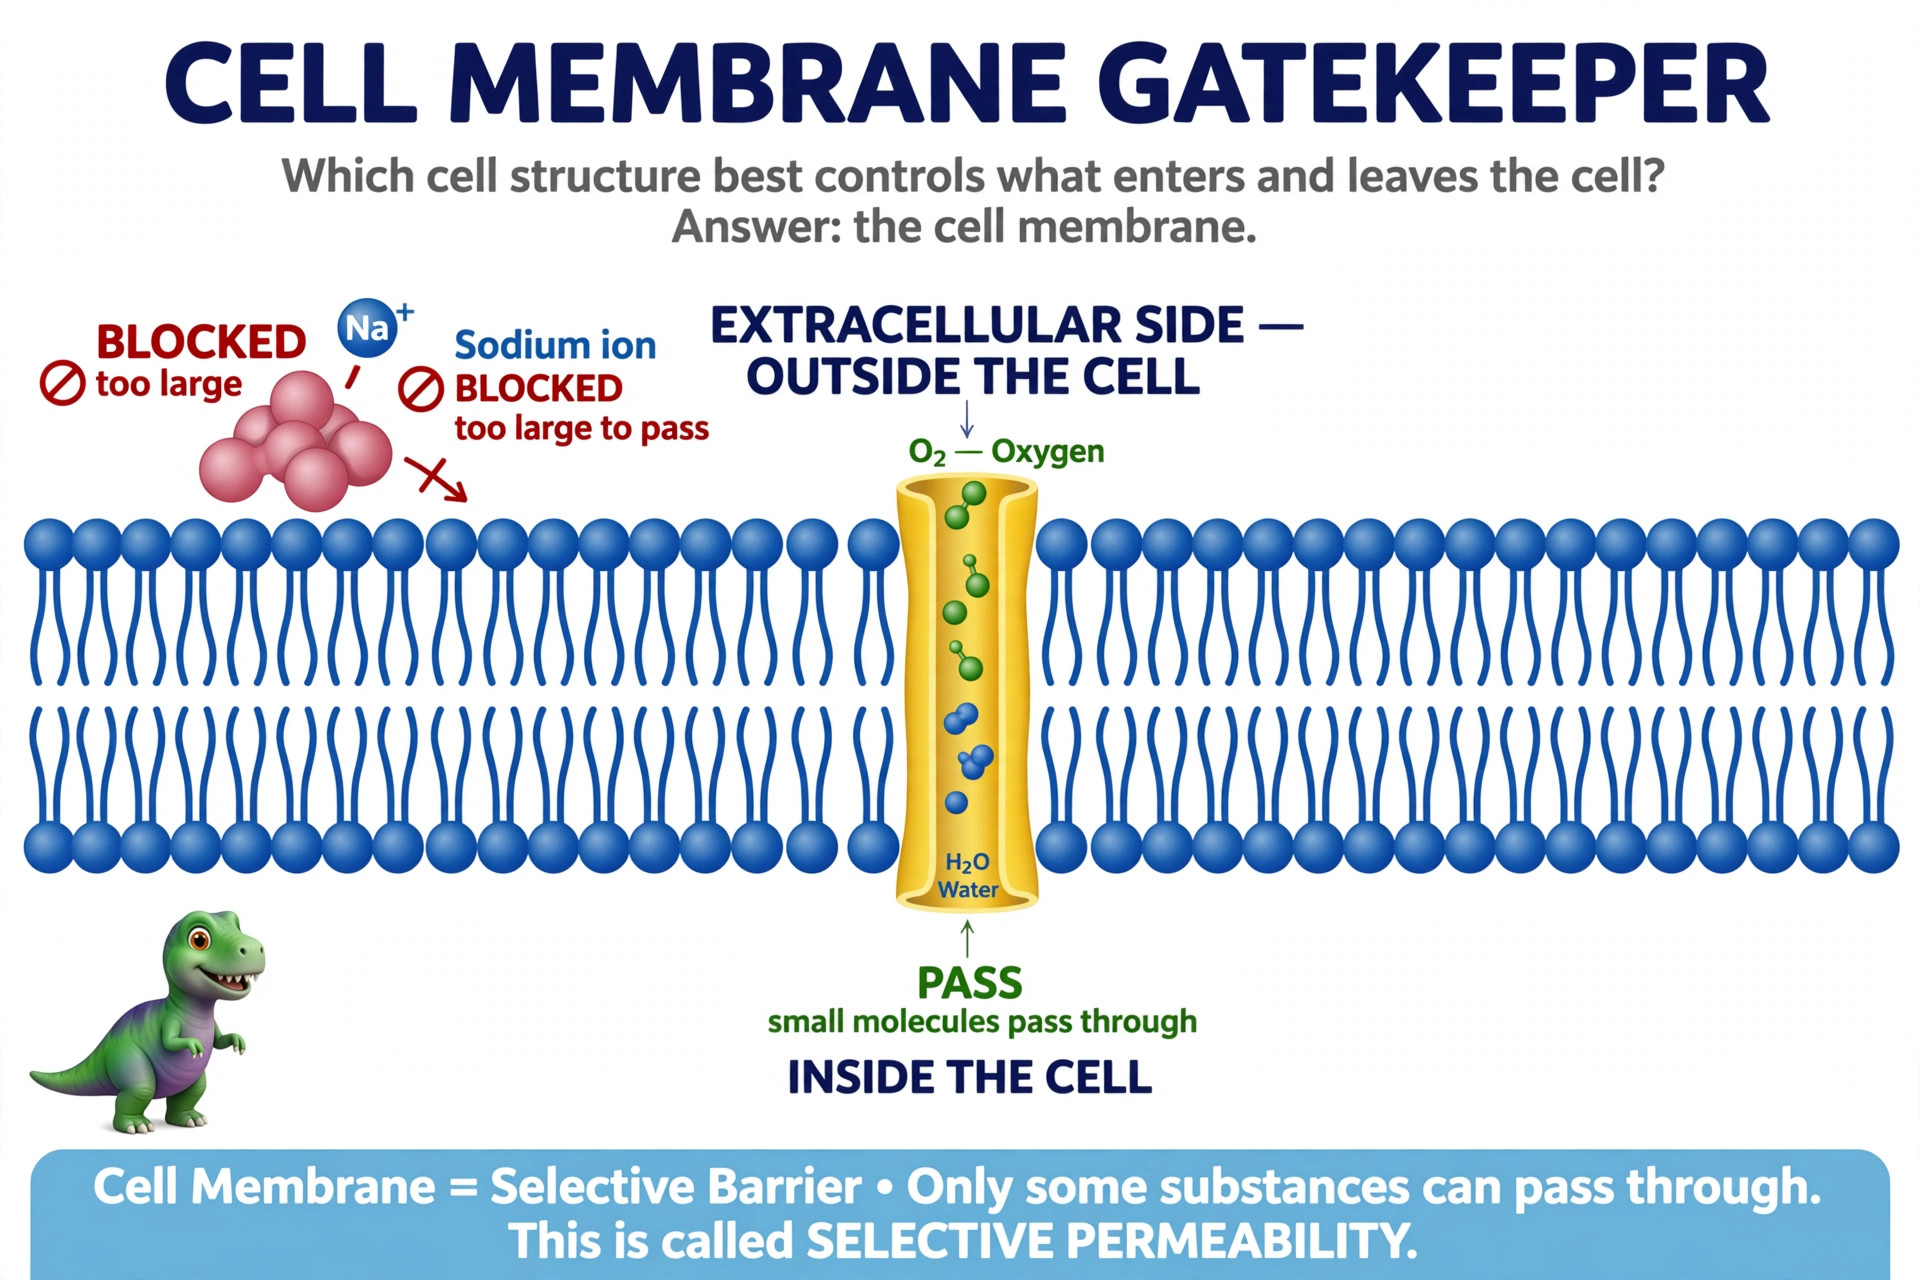 CELL MEMBRANE GATEKEEPER
Which cell structure best controls what enters and leaves the cell?
Answer: the cell membrane.
BLOCKED
too large
Na+
Sodium ion
BLOCKED
too large to pass
EXTRACELLULAR SIDE —
OUTSIDE THE CELL
O₂ — Oxygen
H₂O
Water
PASS
small molecules pass through
INSIDE THE CELL
Cell Membrane = Selective Barrier • Only some substances can pass through.
This is called SELECTIVE PERMEABILITY.